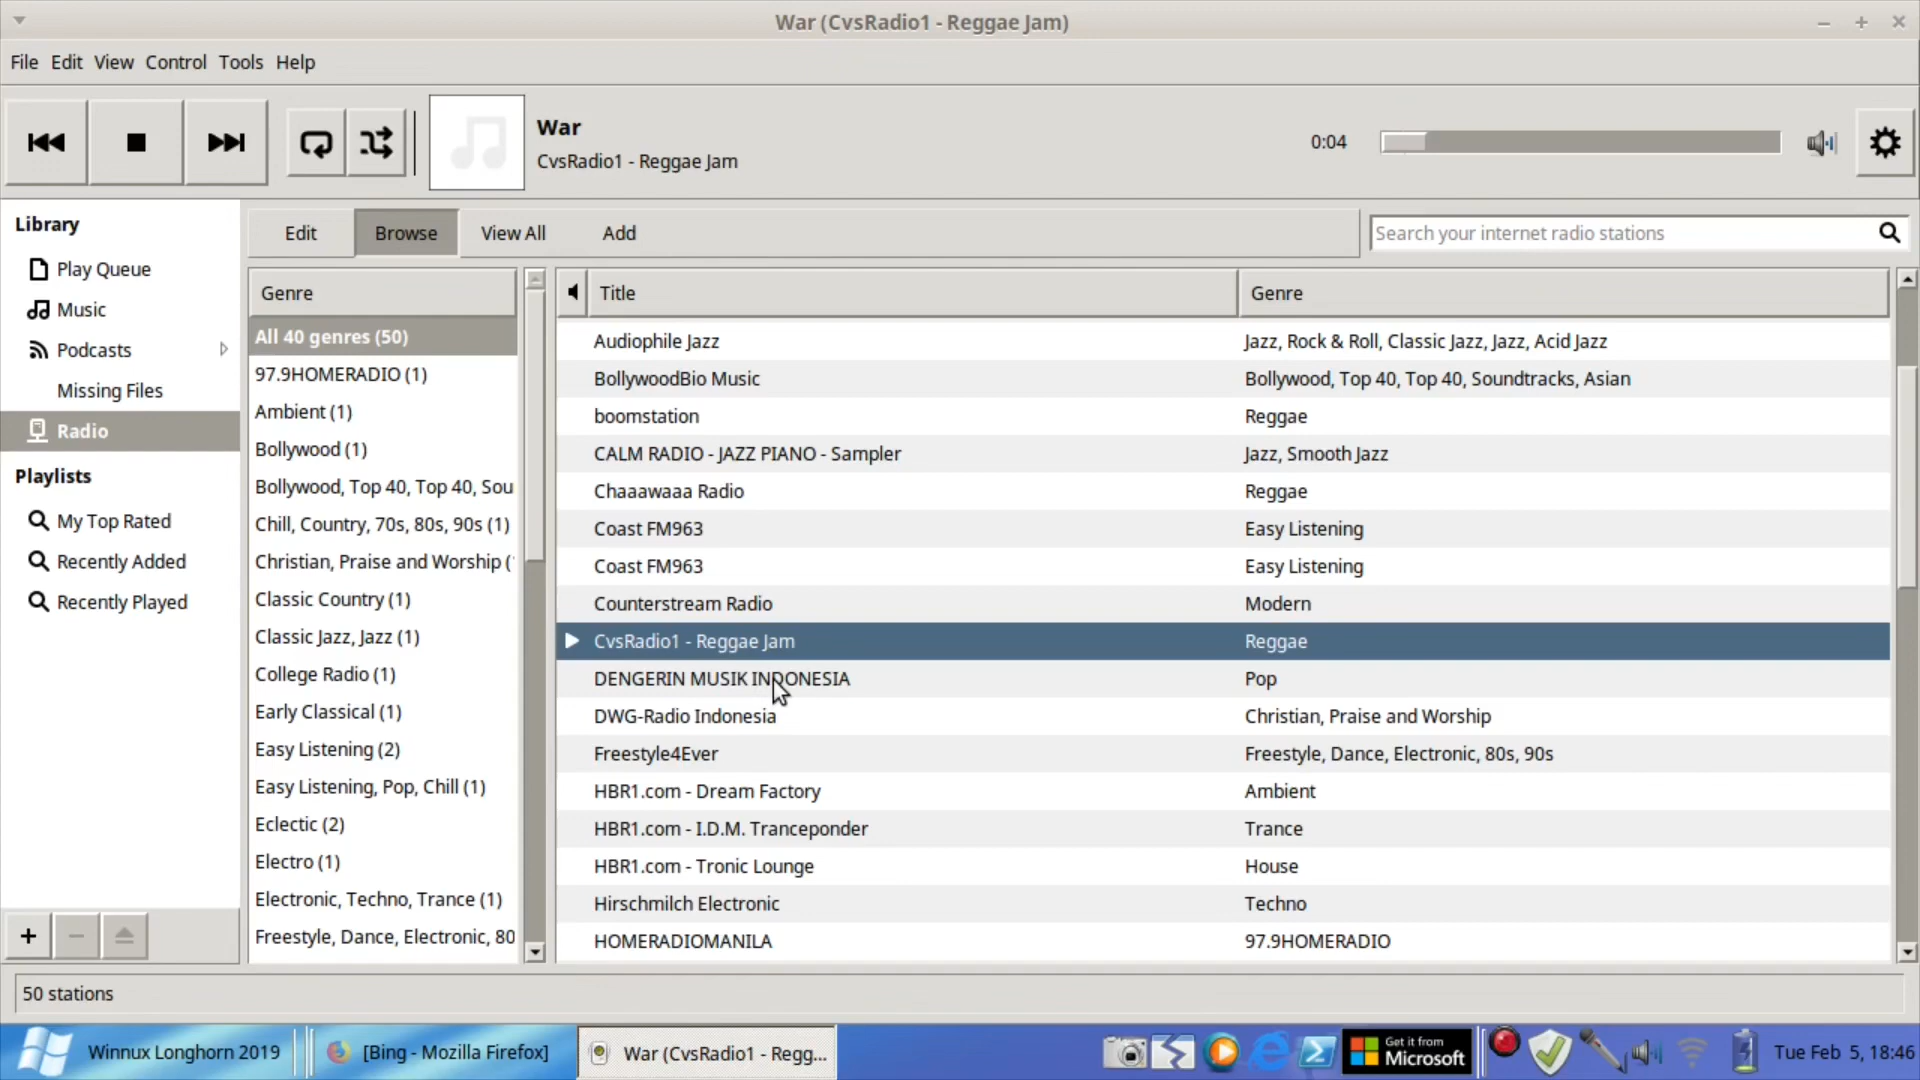 War (CvsRadio1 - Reggae Jam)
File Edit View Control Tools Help
War
CvsRadio1 - Reggae Jam
0:04
Library
Play Queue
Music
Podcasts
Missing Files
Radio
Playlists
My Top Rated
Recently Added
Recently Played
Edit Browse View All Add
Search your internet radio stations
Genre
All 40 genres (50)
97.9HOMERADIO (1)
Ambient (1)
Bollywood (1)
Bollywood, Top 40, Top 40, Sou
Chill, Country, 70s, 80s, 90s (1)
Christian, Praise and Worship (
Classic Country (1)
Classic Jazz, Jazz (1)
College Radio (1)
Early Classical (1)
Easy Listening (2)
Easy Listening, Pop, Chill (1)
Eclectic (2)
Electro (1)
Electronic, Techno, Trance (1)
Freestyle, Dance, Electronic, 80
Title Genre
Audiophile Jazz Jazz, Rock & Roll, Classic Jazz, Jazz, Acid Jazz
BollywoodBio Music Bollywood, Top 40, Top 40, Soundtracks, Asian
boomstation Reggae
CALM RADIO - JAZZ PIANO - Sampler Jazz, Smooth Jazz
Chaaawaaa Radio Reggae
Coast FM963 Easy Listening
Coast FM963 Easy Listening
Counterstream Radio Modern
CvsRadio1 - Reggae Jam Reggae
DENGERIN MUSIK INDONESIA Pop
DWG-Radio Indonesia Christian, Praise and Worship
Freestyle4Ever Freestyle, Dance, Electronic, 80s, 90s
HBR1.com - Dream Factory Ambient
HBR1.com - I.D.M. Tranceponder Trance
HBR1.com - Tronic Lounge House
Hirschmilch Electronic Techno
HOMERADIOMANILA 97.9HOMERADIO
50 stations
Winnux Longhorn 2019
[Bing - Mozilla Firefox]
War (CvsRadio1 - Regg...
Get it from
Microsoft
Tue Feb 5, 18:46